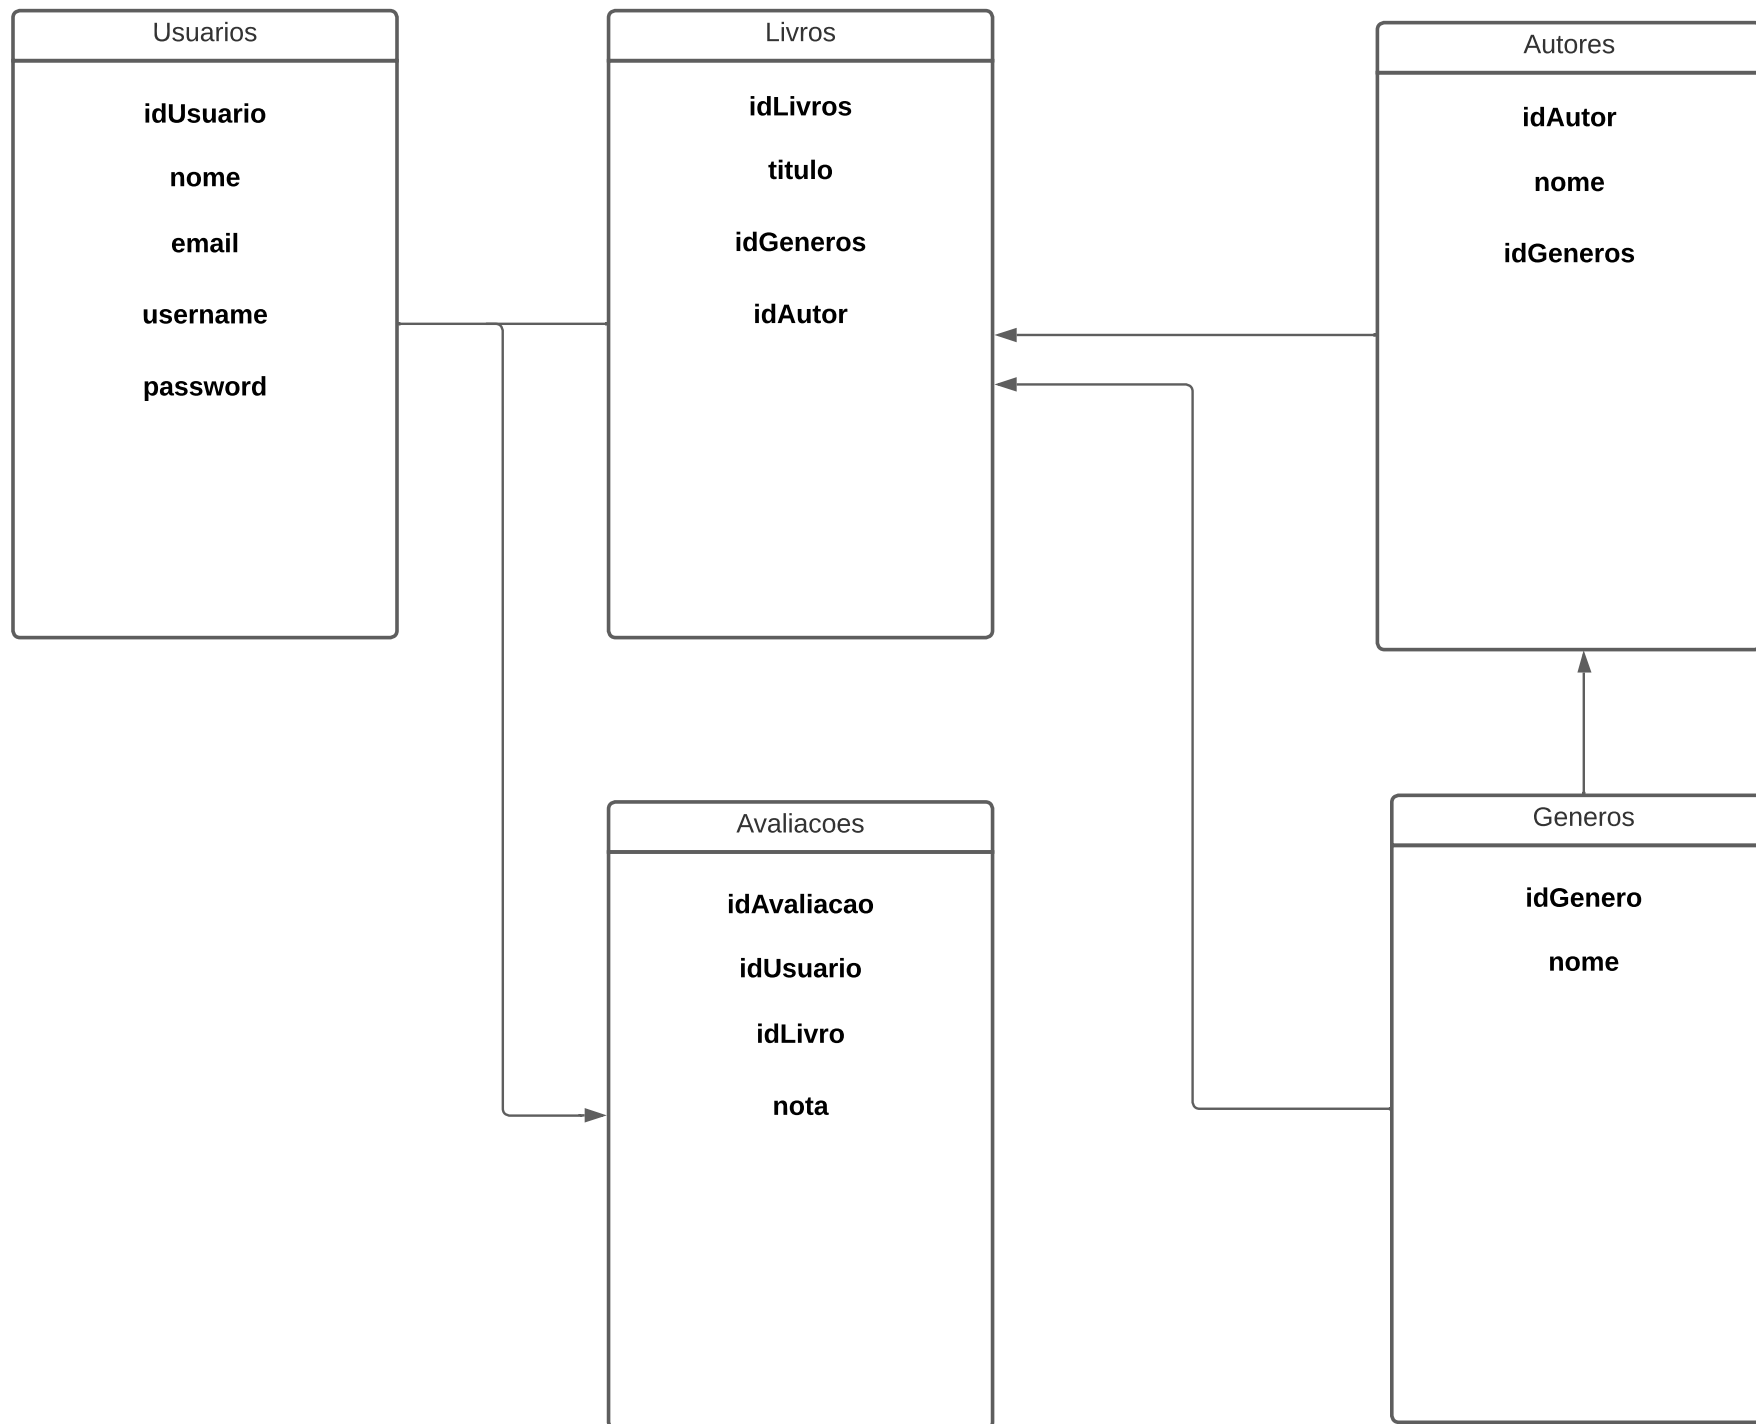 Usuarios
idUsuario
nome
email
username
password
Livros
idLivros
titulo
idGeneros
idAutor
Autores
idAutor
nome
idGeneros
Avaliacoes
idAvaliacao
idUsuario
idLivro
nota
Generos
idGenero
nome